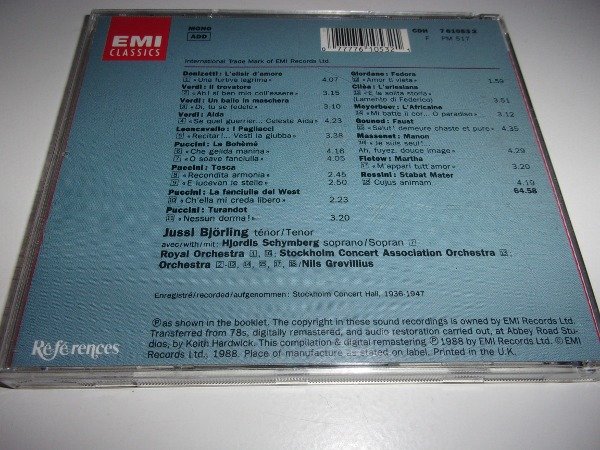 EMI
CLASSICS
MONO
ADD
CDH
F PM 517
International Trade Mark of EMI Records Ltd.
Donizetti: L'elisir d'amore
« Una furtiva lagrima » 4.07
Verdi: Il trovatore
« Ah! si ben mio coll'essere » 3.15
Verdi: Un ballo in maschera
« Di, tu se fedele » 3.10
Verdi: Aida
« Se quel guerrier... Celeste Aida » 4.23
Leoncavallo: I Pagliacci
« Recitar!... Vesti la giubba » 3.38
Puccini: La Bohème
« Che gelida manina » 4.16
« O soave fanciulla » 4.05
Puccini: Tosca
« Recondita armonia » 2.45
« E lucevan le stelle » 2.50
Puccini: La fanciulla del West
« Ch'ella mi creda libero » 2.23
Puccini: Turandot
« Nessun dorma! » 3.20
Giordano: Fedora
« Amor ti vieta » 1.59
Cilèa: L'arlesiana
« E la solita storia »
(Lamento di Federico) 3.51
Meyerbeer: L'Africaine
« Mi batte il cor... O paradiso » 3.12
Gounod: Faust
« Salut! demeure chaste et pure » 4.35
Massenet: Manon
« Je suis seul!
Ah, fuyez, douce image » 4.29
Flotow: Martha
« M'appari tutt'amor » 3.20
Rossini: Stabat Mater
Cujus animam 4.19
64.58
Jussi Björling ténor/Tenor
avec/with/mit: Hjördis Schymberg soprano/Sopran
Royal Orchestra : Stockholm Concert Association Orchestra
Orchestra /Nils Grevillius
Enregistré/recorded/aufgenommen: Stockholm Concert Hall, 1936-1947
℗ as shown in the booklet. The copyright in these sound recordings is owned by EMI Records Ltd.
Transferred from 78s, digitally remastered, and audio restoration carried out, at Abbey Road Stu-
dios, by Keith Hardwick. This compilation & digital remastering ℗ 1988 by EMI Records Ltd. © EMI
Records Ltd., 1988. Place of manufacture as stated on label. Printed in the U.K.
Références